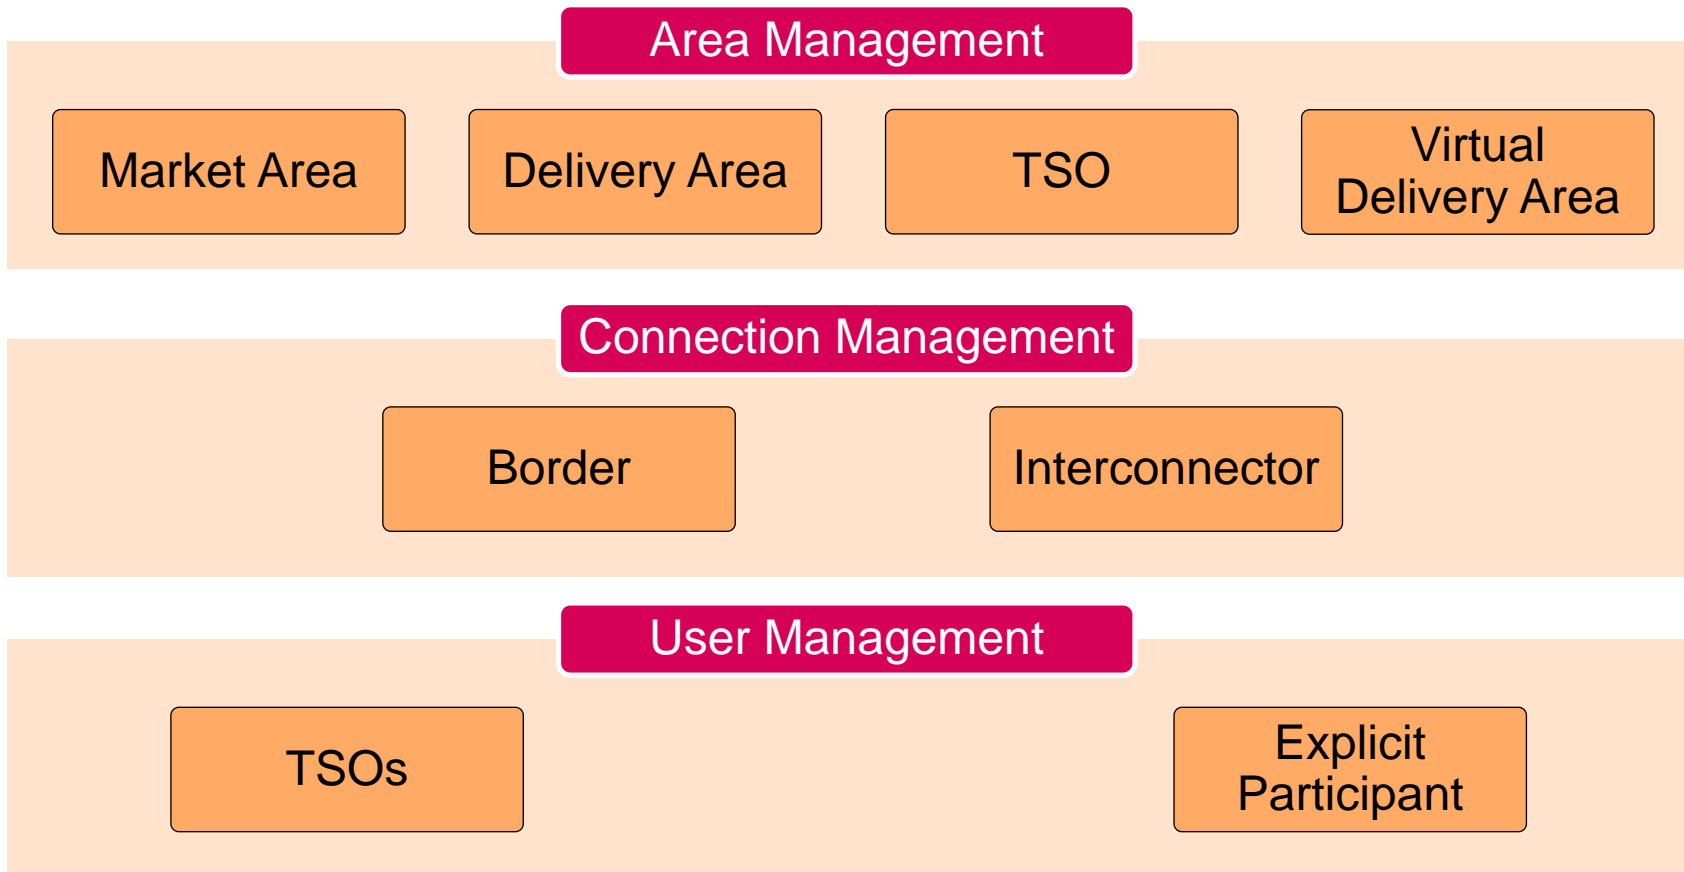 Area Management
Market Area
Delivery Area
TSO
Virtual
Delivery Area
Connection Management
Border
Interconnector
User Management
TSOs
Explicit
Participant